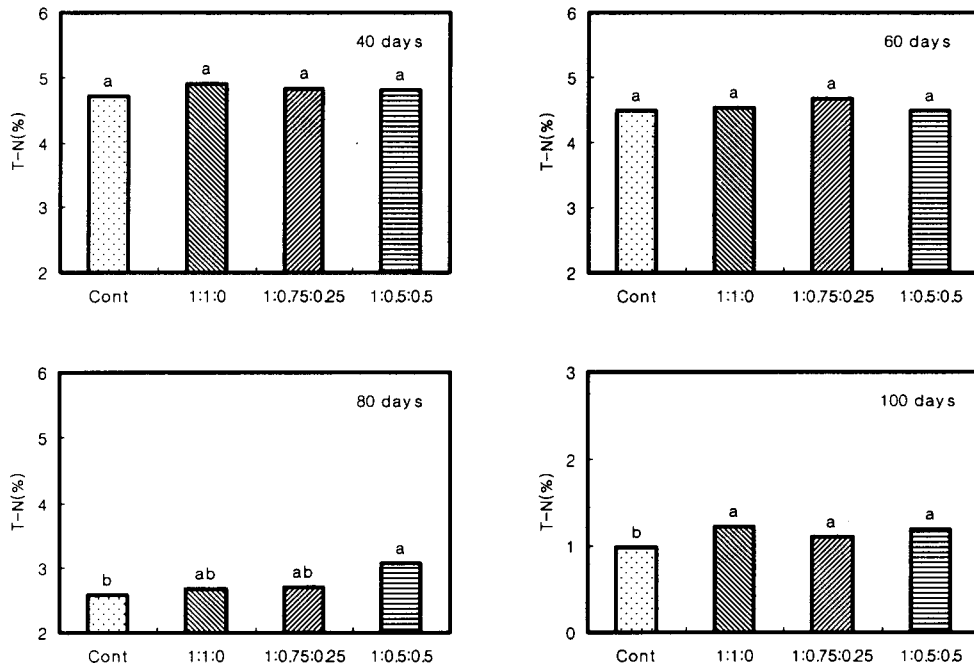 6
40 days
a
a
a
a
5
T-N(%)
4
3
2
Cont
1:1:0
1:0.75:0.25
1:0.5:0.5
6
60 days
a
a
a
a
5
T-N(%)
4
3
2
Cont
1:1:0
1:0.75:0.25
1:0.5:0.5
6
80 days
5
T-N(%)
4
3
b
ab
ab
a
2
Cont
1:1:0
1:0.75:0.25
1:0.5:0.5
3
100 days
2
T-N(%)
b
a
a
a
1
0
Cont
1:1:0
1:0.75:0.25
1:0.5:0.5